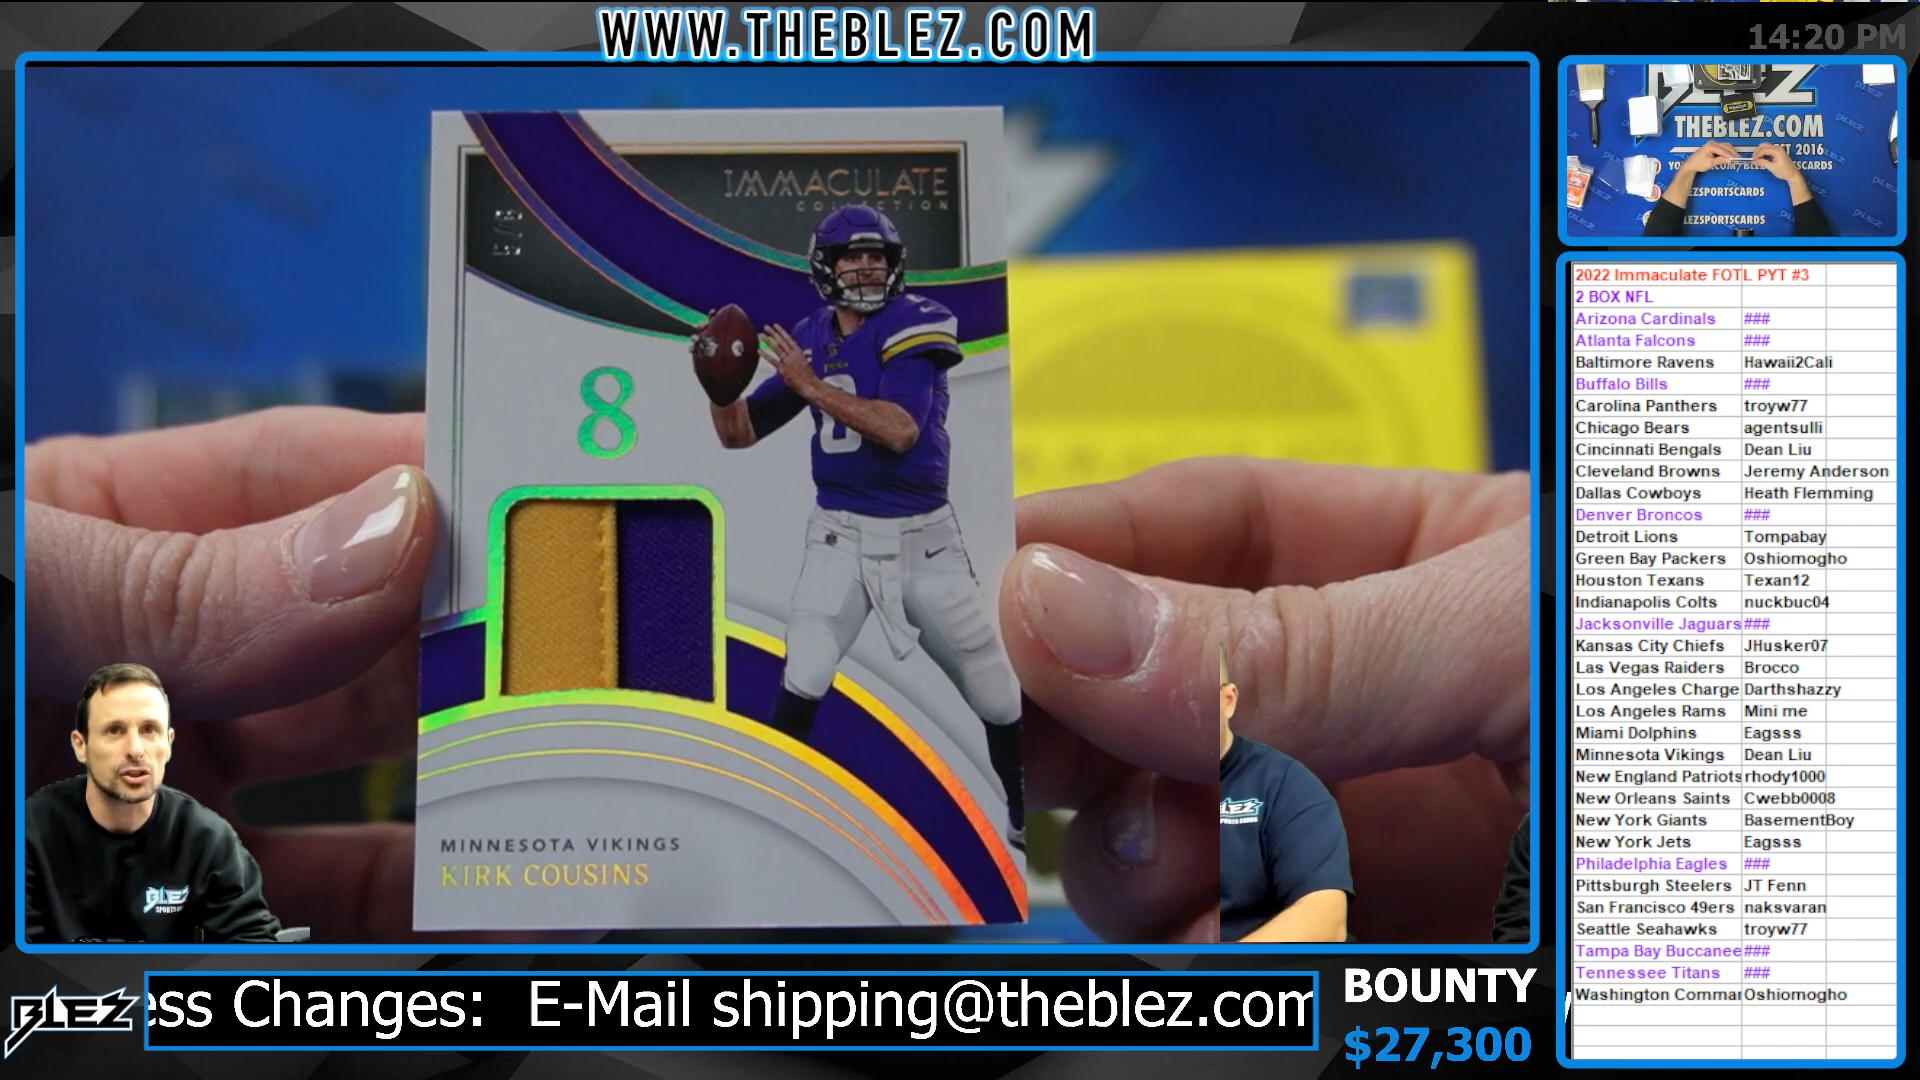 WWW.THEBLEZ.COM
14:20 PM
IMMACULATE
COLLECTION
8
8
MINNESOTA VIKINGS
KIRK COUSINS
THEBLEZ.COM
EST 2016
2022 Immaculate FOTL PYT #3
2 BOX NFL
Arizona Cardinals ###
Atlanta Falcons ###
Baltimore Ravens Hawaii2Cali
Buffalo Bills ###
Carolina Panthers troyw77
Chicago Bears agentsulli
Cincinnati Bengals Dean Liu
Cleveland Browns Jeremy Anderson
Dallas Cowboys Heath Flemming
Denver Broncos ###
Detroit Lions Tompabay
Green Bay Packers Oshiomogho
Houston Texans Texan12
Indianapolis Colts nuckbuc04
Jacksonville Jaguars ###
Kansas City Chiefs JHusker07
Las Vegas Raiders Brocco
Los Angeles Charge Darthshazzy
Los Angeles Rams Mini me
Miami Dolphins Eagsss
Minnesota Vikings Dean Liu
New England Patriots rhody1000
New Orleans Saints Cwebb0008
New York Giants BasementBoy
New York Jets Eagsss
Philadelphia Eagles ###
Pittsburgh Steelers JT Fenn
San Francisco 49ers naksvaran
Seattle Seahawks troyw77
Tampa Bay Buccanee ###
Tennessee Titans ###
Washington Comma Oshiomogho
BLEZ
ess Changes: E-Mail shipping@theblez.com
BOUNTY
$27,300